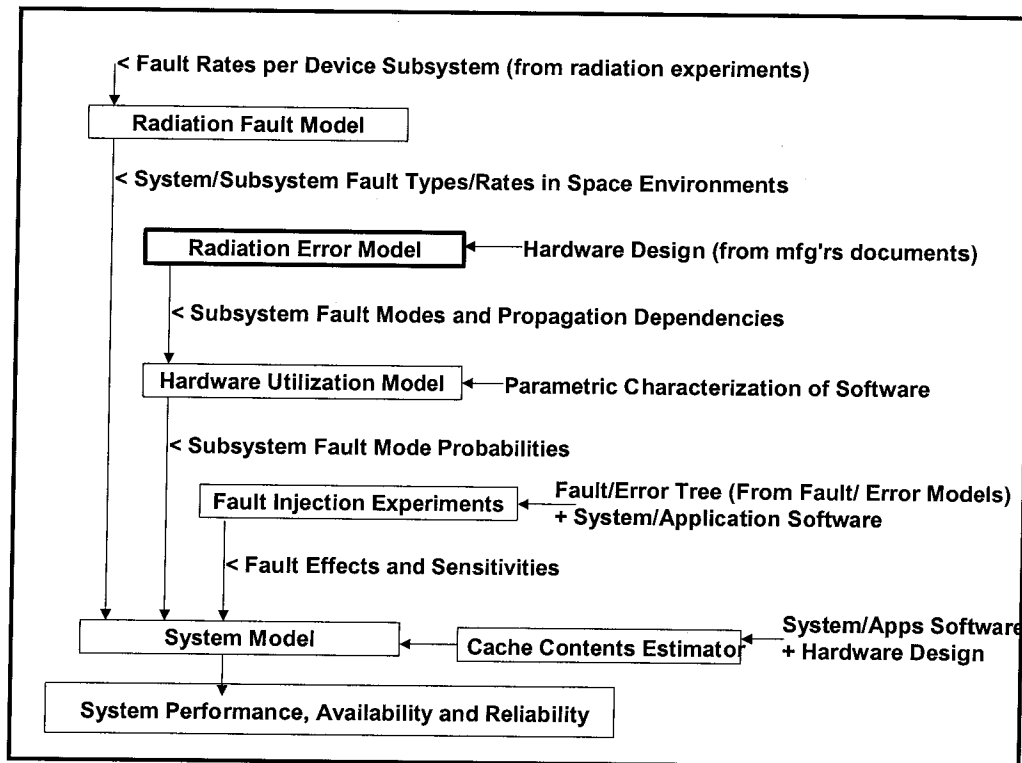 < Fault Rates per Device Subsystem (from radiation experiments)
Radiation Fault Model
< System/Subsystem Fault Types/Rates in Space Environments
Radiation Error Model
Hardware Design (from mfg'rs documents)
< Subsystem Fault Modes and Propagation Dependencies
Hardware Utilization Model
Parametric Characterization of Software
< Subsystem Fault Mode Probabilities
Fault Injection Experiments
Fault/Error Tree (From Fault/ Error Models)
+ System/Application Software
< Fault Effects and Sensitivities
System Model
Cache Contents Estimator
System/Apps Software
+ Hardware Design
System Performance, Availability and Reliability